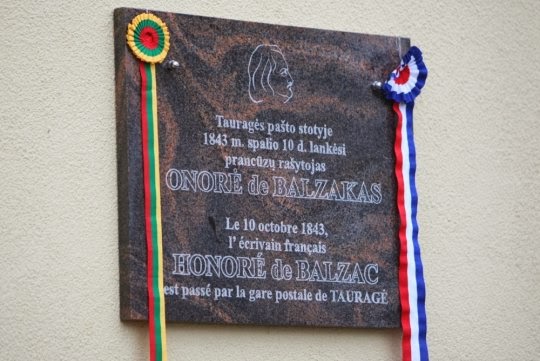 Tauragės pašto stotyje
1843 m. spalio 10 d. lankėsi
prancūzų rašytojas
ONORĖ de BALZAKAS
Le 10 octobre 1843,
l' écrivain français
HONORÉ de BALZAC
est passé par la gare postale de TAURAGĖ